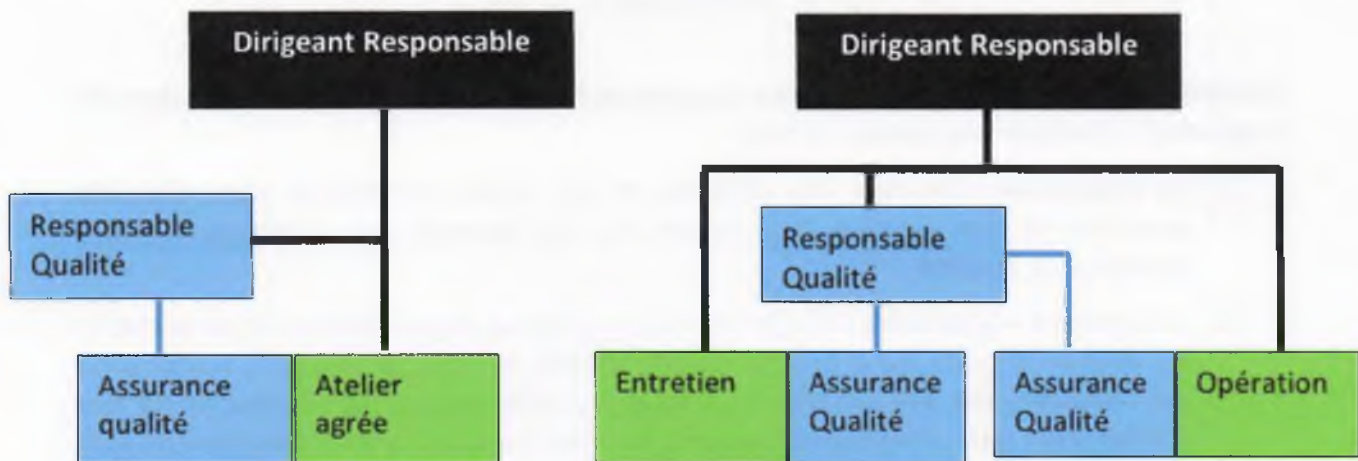 Dirigeant Responsable
Responsable
Qualité
Assurance
qualité
Atelier
agrée
Dirigeant Responsable
Responsable
Qualité
Entretien
Assurance
Qualité
Assurance
Qualité
Opération